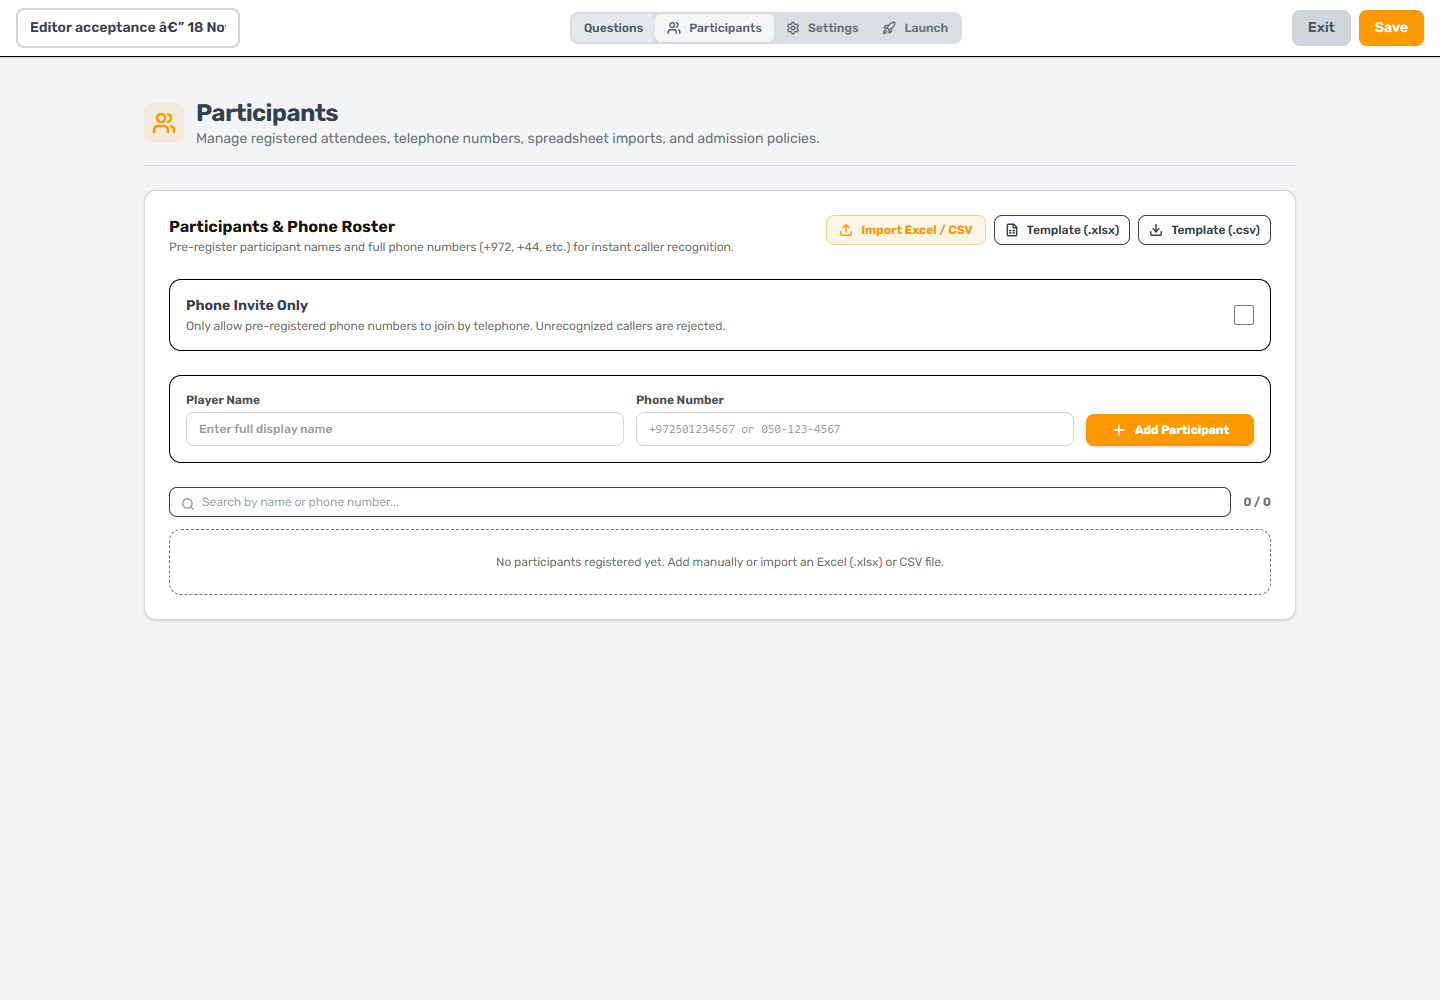 Editor acceptance â€” 18 No
Questions
Participants
Settings
Launch
Exit
Save
Participants
Manage registered attendees, telephone numbers, spreadsheet imports, and admission policies.
Participants & Phone Roster
Pre-register participant names and full phone numbers (+972, +44, etc.) for instant caller recognition.
Import Excel / CSV
Template (.xlsx)
Template (.csv)
Phone Invite Only
Only allow pre-registered phone numbers to join by telephone. Unrecognized callers are rejected.
Player Name
Phone Number
Enter full display name
+972501234567 or 050-123-4567
Add Participant
Search by name or phone number...
0 / 0
No participants registered yet. Add manually or import an Excel (.xlsx) or CSV file.